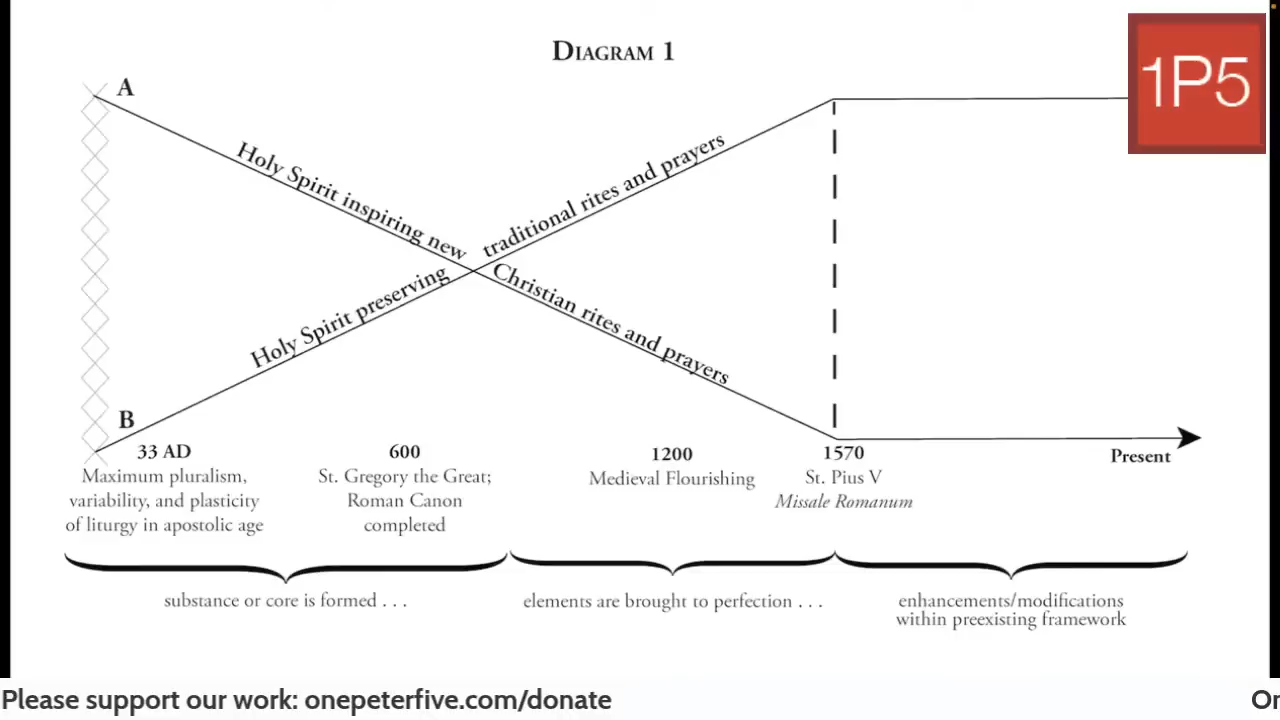 DIAGRAM 1
1P5
A
Holy Spirit inspiring new Christian rites and prayers
Holy Spirit preserving traditional rites and prayers
B
33 AD
Maximum pluralism,
variability, and plasticity
of liturgy in apostolic age
600
St. Gregory the Great;
Roman Canon
completed
1200
Medieval Flourishing
1570
St. Pius V
Missale Romanum
Present
substance or core is formed . . .
elements are brought to perfection . . .
enhancements/modifications
within preexisting framework
Please support our work: onepeterfive.com/donate
On